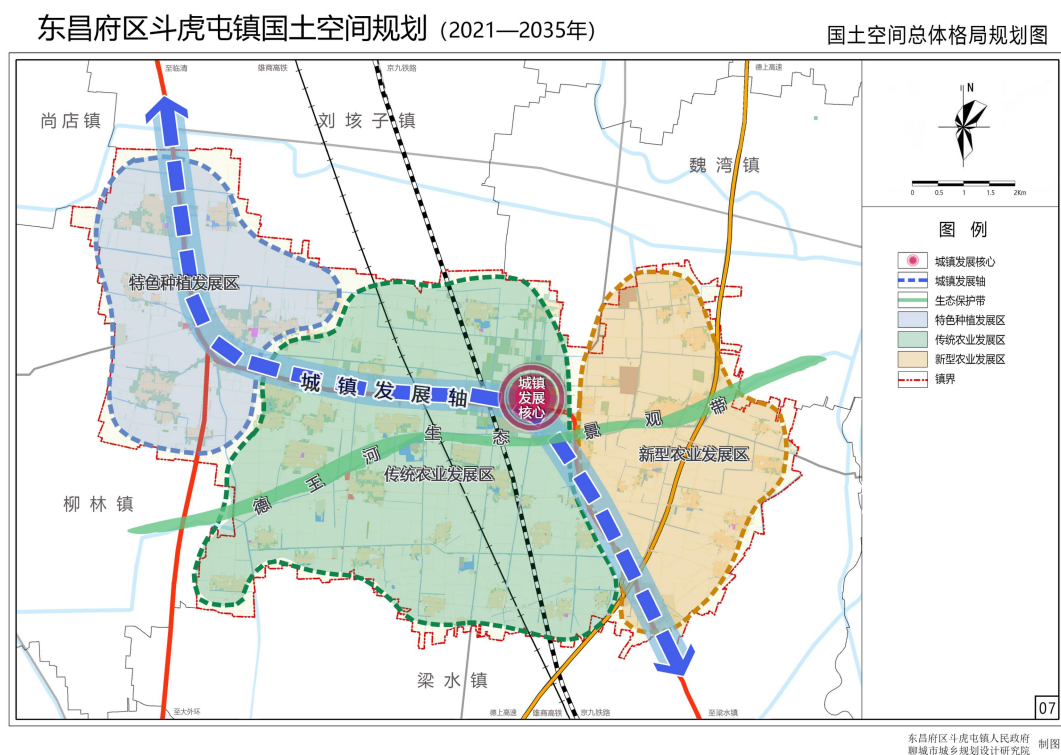 东昌府区斗虎屯镇国土空间规划（2021—2035年）
国土空间总体格局规划图
至临清
雄商高铁
京九铁路
德上高速
尚店镇
刘垓子镇
魏湾镇
N
0 0.5 1 1.5 2Km
图例
城镇发展核心
城镇发展轴
生态保护带
特色种植发展区
传统农业发展区
新型农业发展区
镇界
特色种植发展区
城镇发展轴
城镇
发展
核心
德王河生态景观带
传统农业发展区
新型农业发展区
柳林镇
梁水镇
至大外环
德上高速
雄商高铁
京九铁路
至梁水镇
07
东昌府区斗虎屯镇人民政府
聊城市城乡规划设计研究院
制图